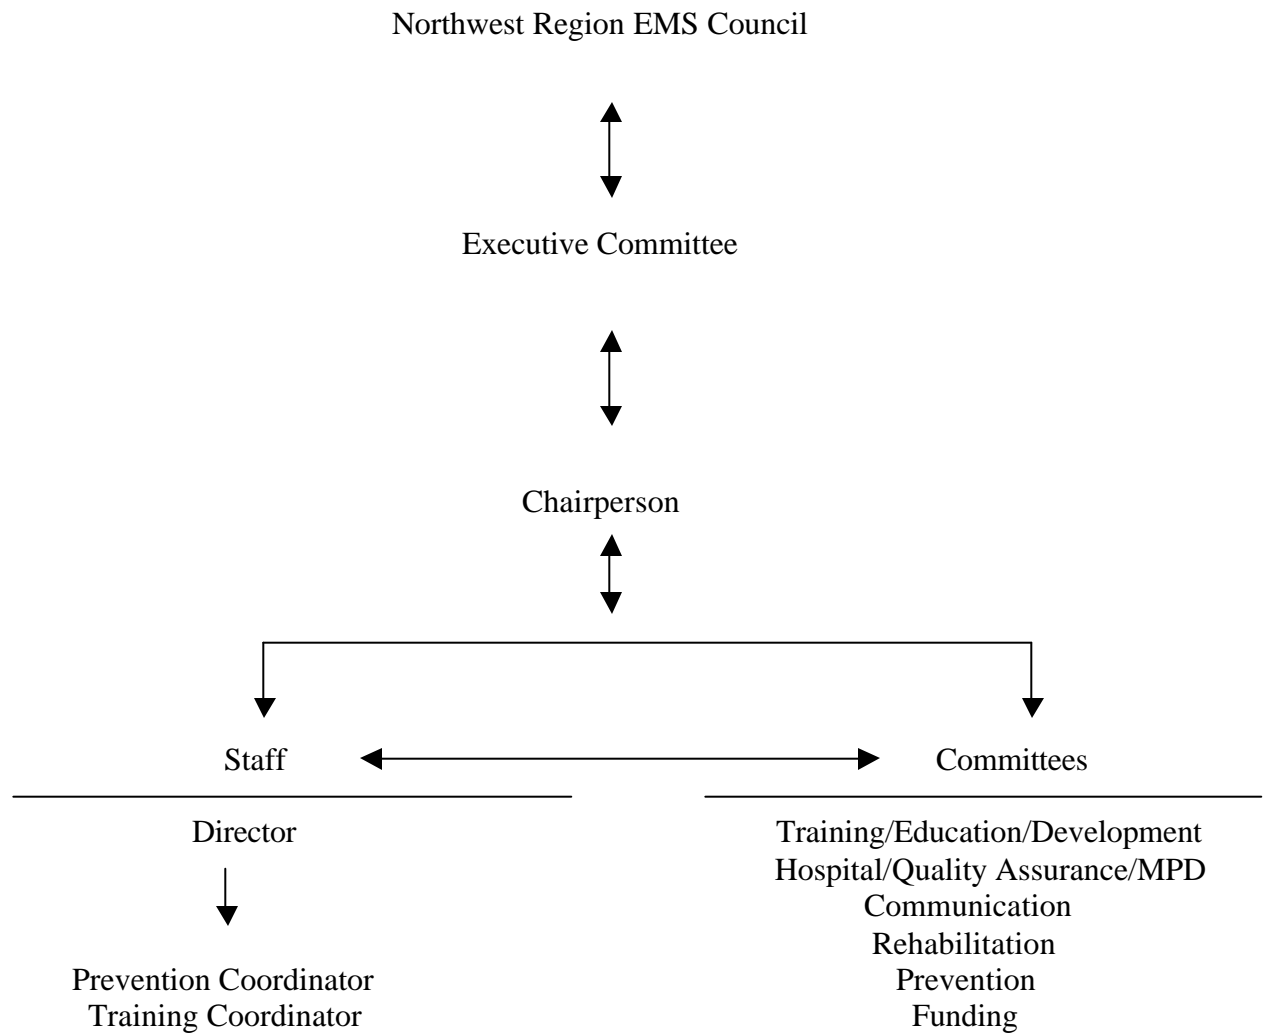 Northwest Region EMS Council
Executive Committee
Chairperson
Staff
Committees
Director
Prevention Coordinator
Training Coordinator
Training/Education/Development
Hospital/Quality Assurance/MPD
Communication
Rehabilitation
Prevention
Funding